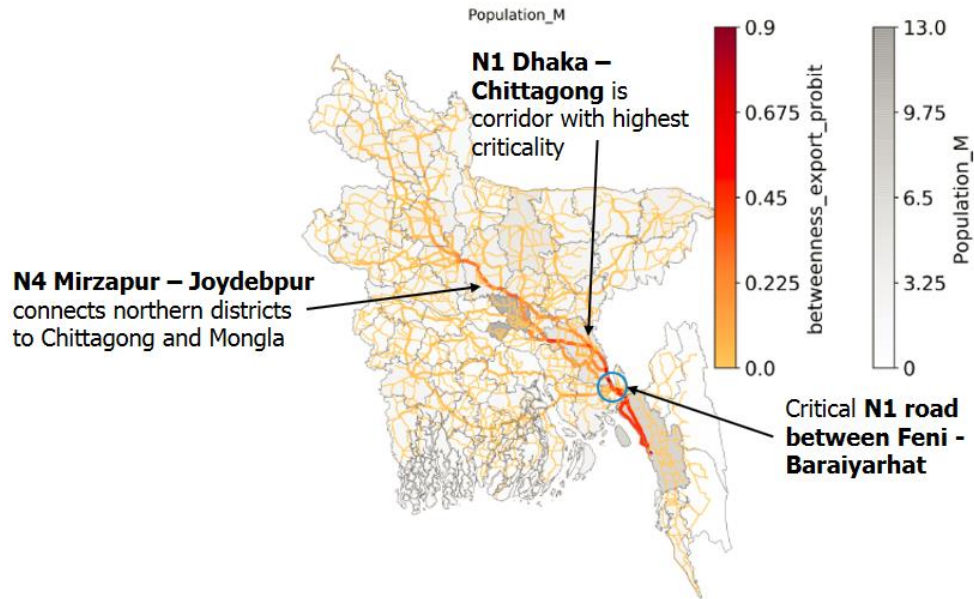 Population_M
N1 Dhaka –
Chittagong is
corridor with highest
criticality
N4 Mirzapur – Joydebpur
connects northern districts
to Chittagong and Mongla
Critical N1 road
between Feni -
Baraiyarhat
0.9
0.675
0.45
0.225
0.0
betweenness_export_probit
13.0
9.75
6.5
3.25
0
Population_M